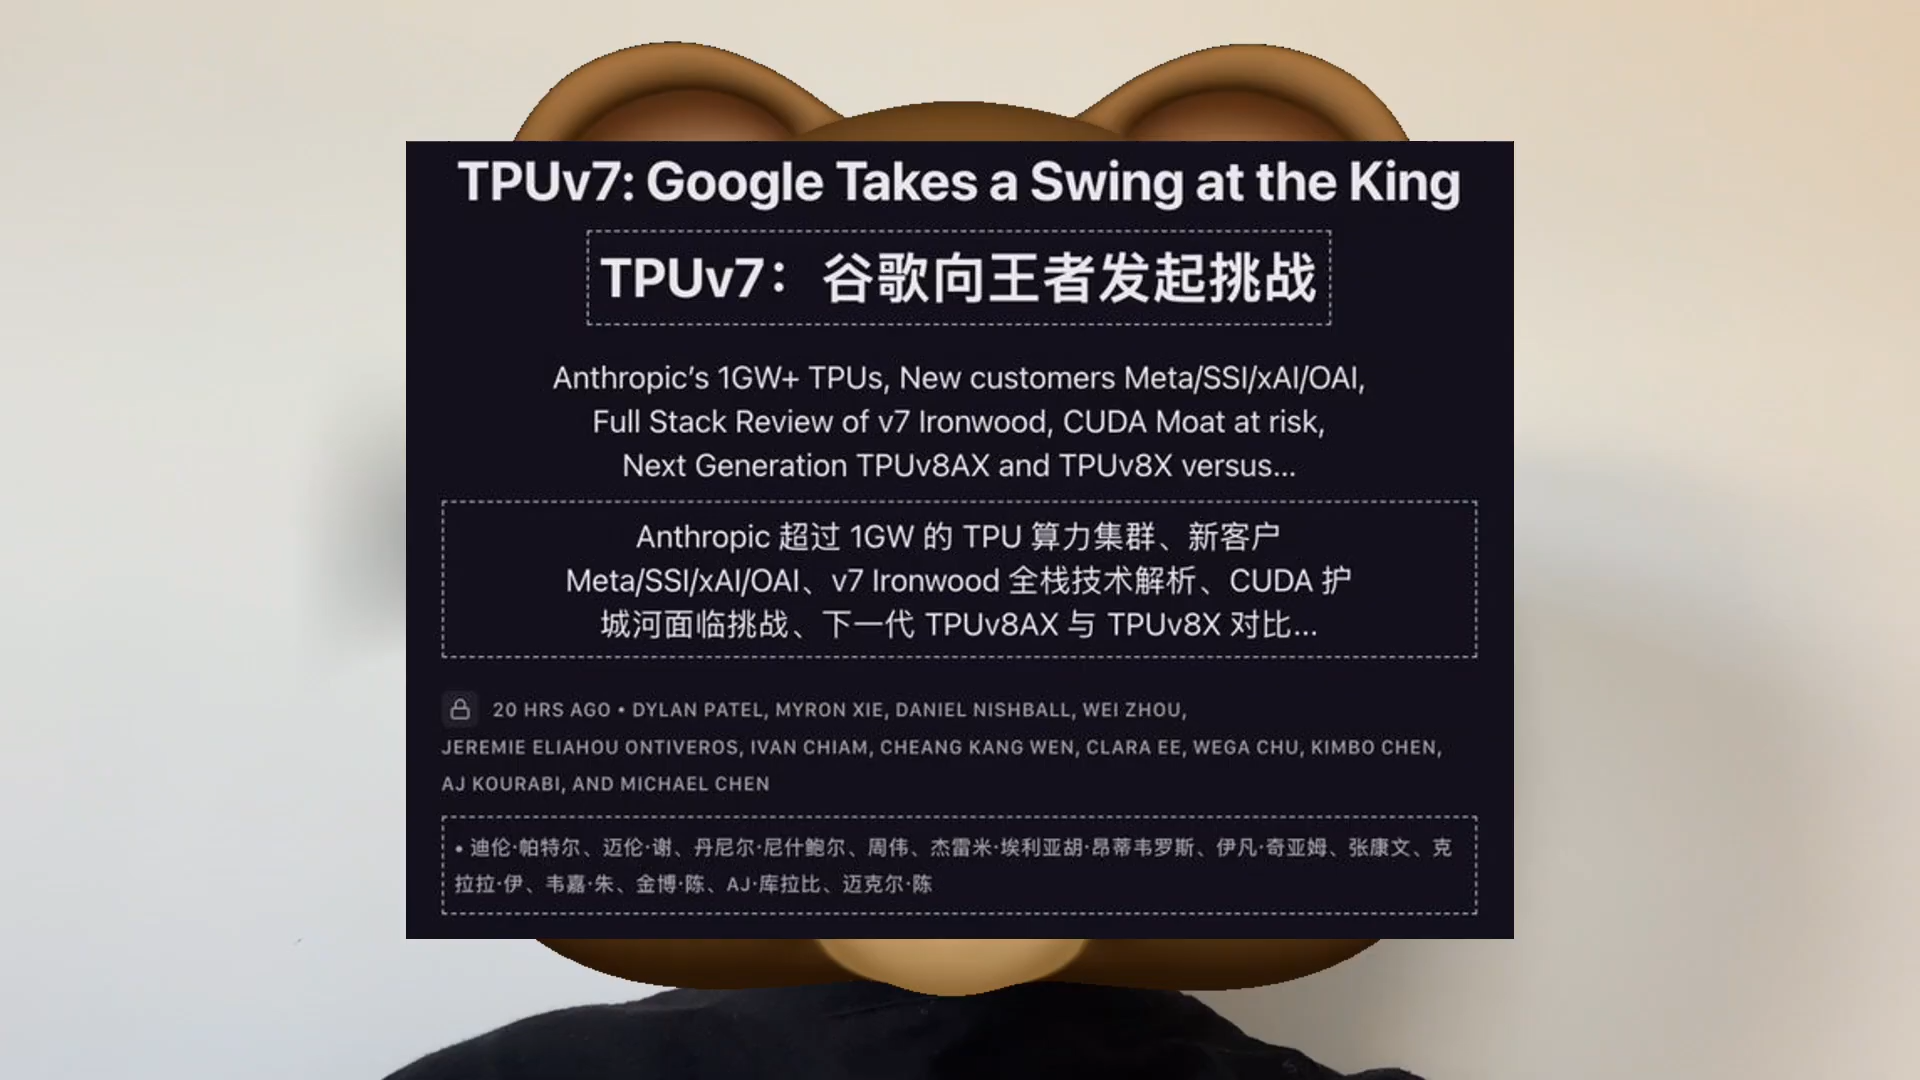 TPUv7: Google Takes a Swing at the King
TPUv7：谷歌向王者发起挑战
Anthropic’s 1GW+ TPUs, New customers Meta/SSI/xAI/OAI,
Full Stack Review of v7 Ironwood, CUDA Moat at risk,
Next Generation TPUv8AX and TPUv8X versus...
Anthropic 超过 1GW 的 TPU 算力集群、新客户
Meta/SSI/xAI/OAI、v7 Ironwood 全栈技术解析、CUDA 护
城河面临挑战、下一代 TPUv8AX 与 TPUv8X 对比...
20 HRS AGO • DYLAN PATEL, MYRON XIE, DANIEL NISHBALL, WEI ZHOU,
JEREMIE ELIAHOU ONTIVEROS, IVAN CHIAM, CHEANG KANG WEN, CLARA EE, WEGA CHU, KIMBO CHEN,
AJ KOURABI, AND MICHAEL CHEN
• 迪伦·帕特尔、迈伦·谢、丹尼尔·尼什鲍尔、周伟、杰雷米·埃利亚胡·昂蒂韦罗斯、伊凡·奇亚姆、张康文、克
拉拉·伊、韦嘉·朱、金博·陈、AJ·库拉比、迈克尔·陈